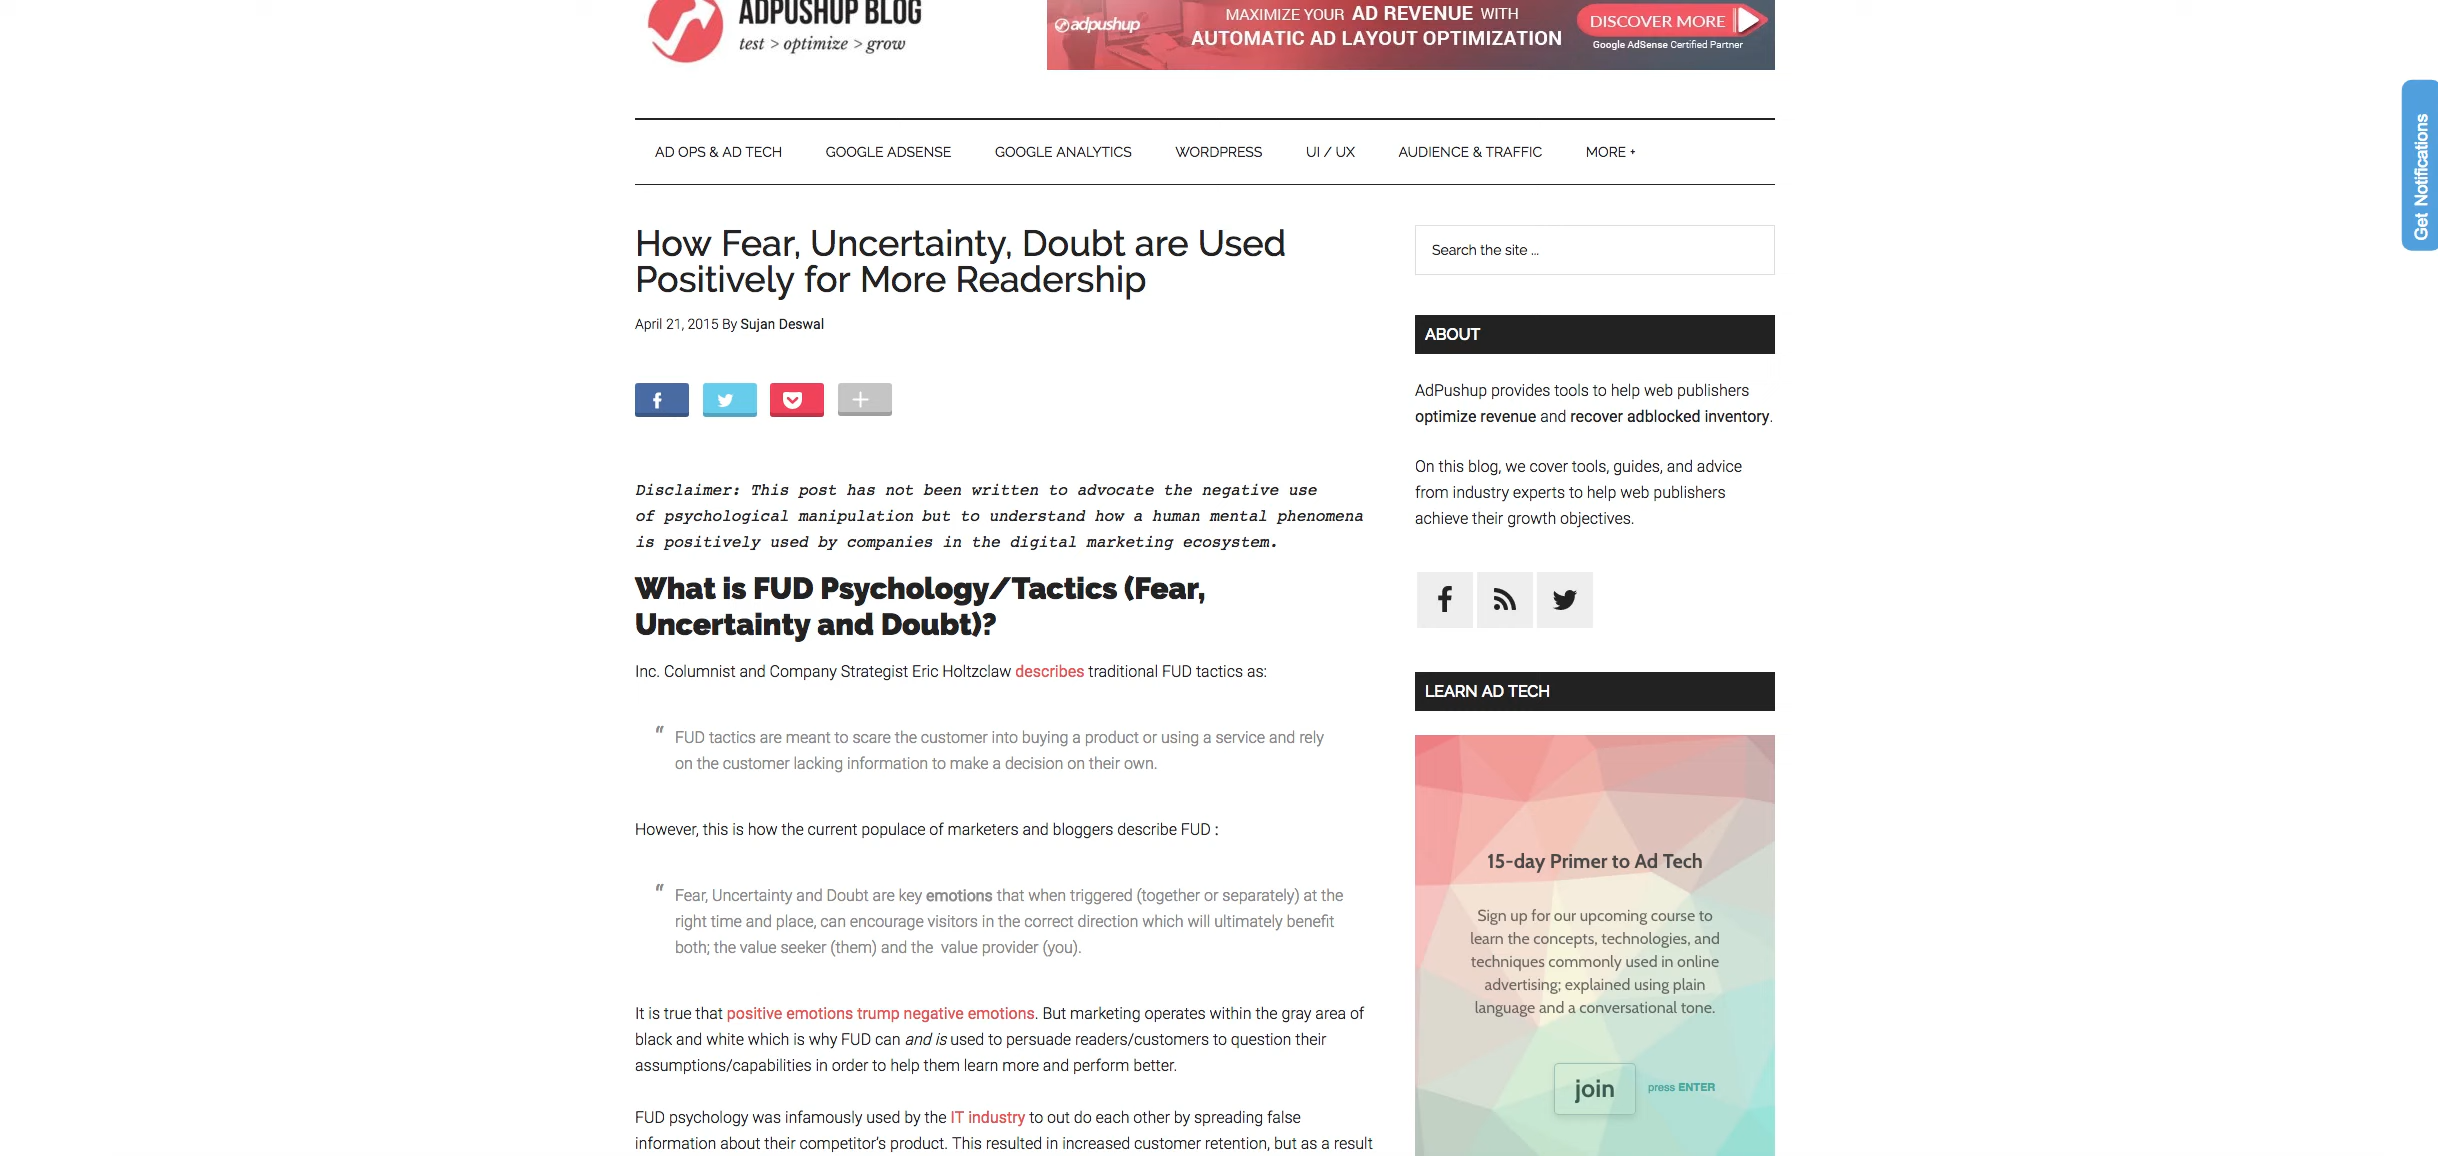 ADPUSHUP BLOG
test > optimize > grow
adpushup
MAXIMIZE YOUR AD REVENUE WITH
AUTOMATIC AD LAYOUT OPTIMIZATION
DISCOVER MORE
Google AdSense Certified Partner
Get Notifications
AD OPS & AD TECH
GOOGLE ADSENSE
GOOGLE ANALYTICS
WORDPRESS
UI / UX
AUDIENCE & TRAFFIC
MORE +
How Fear, Uncertainty, Doubt are Used
Positively for More Readership
April 21, 2015 By Sujan Deswal
Disclaimer: This post has not been written to advocate the negative use
of psychological manipulation but to understand how a human mental phenomena
is positively used by companies in the digital marketing ecosystem.
What is FUD Psychology/Tactics (Fear,
Uncertainty and Doubt)?
Inc. Columnist and Company Strategist Eric Holtzclaw describes traditional FUD tactics as:
" FUD tactics are meant to scare the customer into buying a product or using a service and rely
on the customer lacking information to make a decision on their own.
However, this is how the current populace of marketers and bloggers describe FUD :
" Fear, Uncertainty and Doubt are key emotions that when triggered (together or separately) at the
right time and place, can encourage visitors in the correct direction which will ultimately benefit
both; the value seeker (them) and the value provider (you).
It is true that positive emotions trump negative emotions. But marketing operates within the gray area of
black and white which is why FUD can and is used to persuade readers/customers to question their
assumptions/capabilities in order to help them learn more and perform better.
FUD psychology was infamously used by the IT industry to out do each other by spreading false
information about their competitor's product. This resulted in increased customer retention, but as a result
Search the site ...
ABOUT
AdPushup provides tools to help web publishers
optimize revenue and recover adblocked inventory.
On this blog, we cover tools, guides, and advice
from industry experts to help web publishers
achieve their growth objectives.
LEARN AD TECH
15-day Primer to Ad Tech
Sign up for our upcoming course to
learn the concepts, technologies, and
techniques commonly used in online
advertising; explained using plain
language and a conversational tone.
join
press ENTER